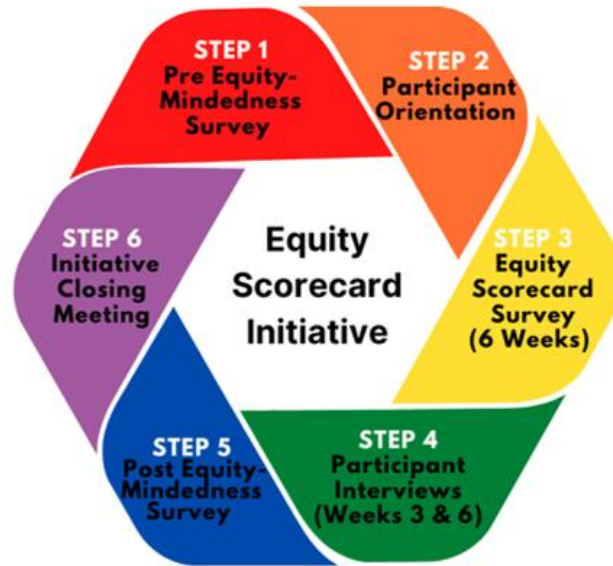 STEP 1
Pre Equity-
Mindedness
Survey
STEP 2
Participant
Orientation
STEP 3
Equity
Scorecard
Survey
(6 Weeks)
STEP 4
Participant
Interviews
(Weeks 3 & 6)
STEP 5
Post Equity-
Mindedness
Survey
STEP 6
Initiative
Closing
Meeting
Equity
Scorecard
Initiative